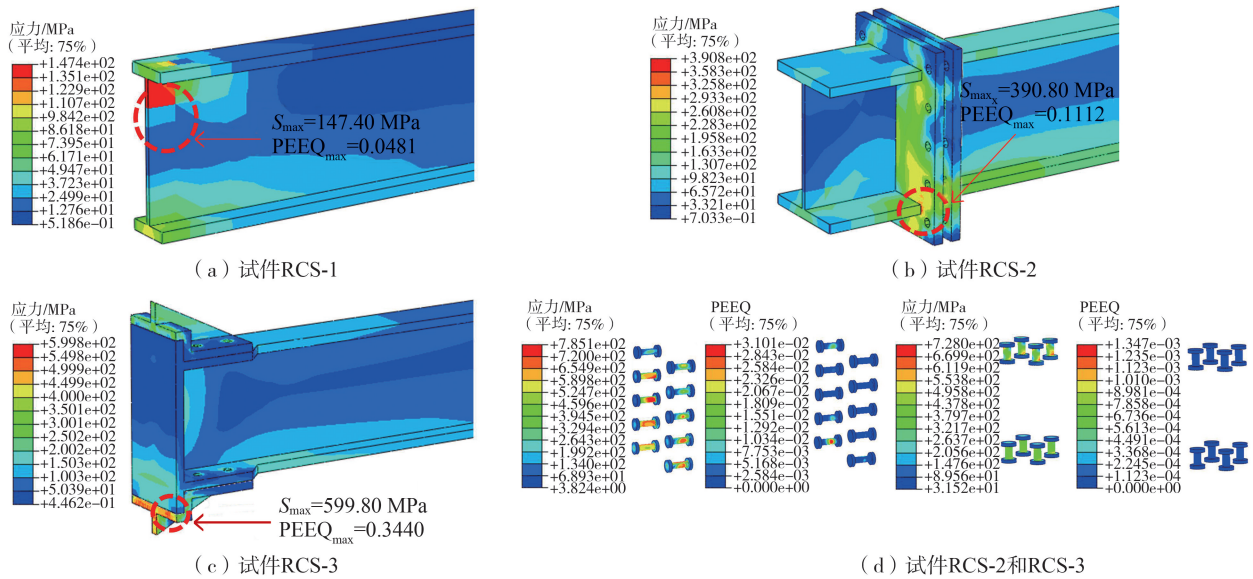 应力/MPa
（平均: 75%）
+1.474e+02
+1.351e+02
+1.229e+02
+1.107e+02
+9.842e+01
+8.618e+01
+7.395e+01
+6.171e+01
+4.947e+01
+3.723e+01
+2.499e+01
+1.276e+01
+5.186e-01
Smax=147.40 MPa
PEEQmax=0.0481
（a）试件RCS-1
应力/MPa
（平均: 75%）
+3.908e+02
+3.583e+02
+3.258e+02
+2.933e+02
+2.608e+02
+2.283e+02
+1.958e+02
+1.633e+02
+1.307e+02
+9.823e+01
+6.572e+01
+3.321e+01
+7.033e-01
Smaxx=390.80 MPa
PEEQmax=0.1112
（b）试件RCS-2
应力/MPa
（平均: 75%）
+5.998e+02
+5.498e+02
+4.999e+02
+4.499e+02
+4.000e+02
+3.501e+02
+3.001e+02
+2.502e+02
+2.002e+02
+1.503e+02
+1.003e+02
+5.039e+01
+4.462e-01
Smax=599.80 MPa
PEEQmax=0.3440
（c）试件RCS-3
应力/MPa
（平均: 75%）
+7.851e+02
+7.200e+02
+6.549e+02
+5.898e+02
+5.247e+02
+4.596e+02
+3.945e+02
+3.294e+02
+2.643e+02
+1.992e+02
+1.340e+02
+6.893e+01
+3.824e+00
PEEQ
（平均: 75%）
+3.101e-02
+2.843e-02
+2.584e-02
+2.326e-02
+2.067e-02
+1.809e-02
+1.551e-02
+1.292e-02
+1.034e-02
+7.753e-03
+5.168e-03
+2.584e-03
+0.000e+00
应力/MPa
（平均: 75%）
+7.280e+02
+6.699e+02
+6.119e+02
+5.538e+02
+4.958e+02
+4.378e+02
+3.797e+02
+3.217e+02
+2.637e+02
+2.056e+02
+1.476e+02
+8.956e+01
+3.152e+01
PEEQ
（平均: 75%）
+1.347e-03
+1.235e-03
+1.123e-03
+1.010e-03
+8.981e-04
+7.858e-04
+6.736e-04
+5.613e-04
+4.491e-04
+3.368e-04
+2.245e-04
+1.123e-04
+0.000e+00
（d）试件RCS-2和RCS-3